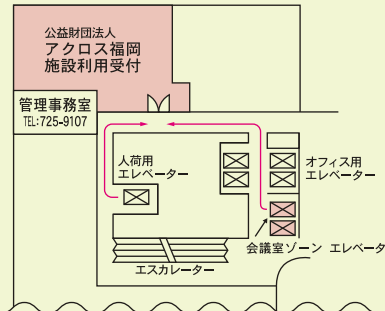 公益財団法人
アクロス福岡
施設利用受付
管理事務室
TEL:725-9107
人荷用
エレベーター
オフィス用
エレベーター
会議室ゾーン エレベータ
エスカレーター